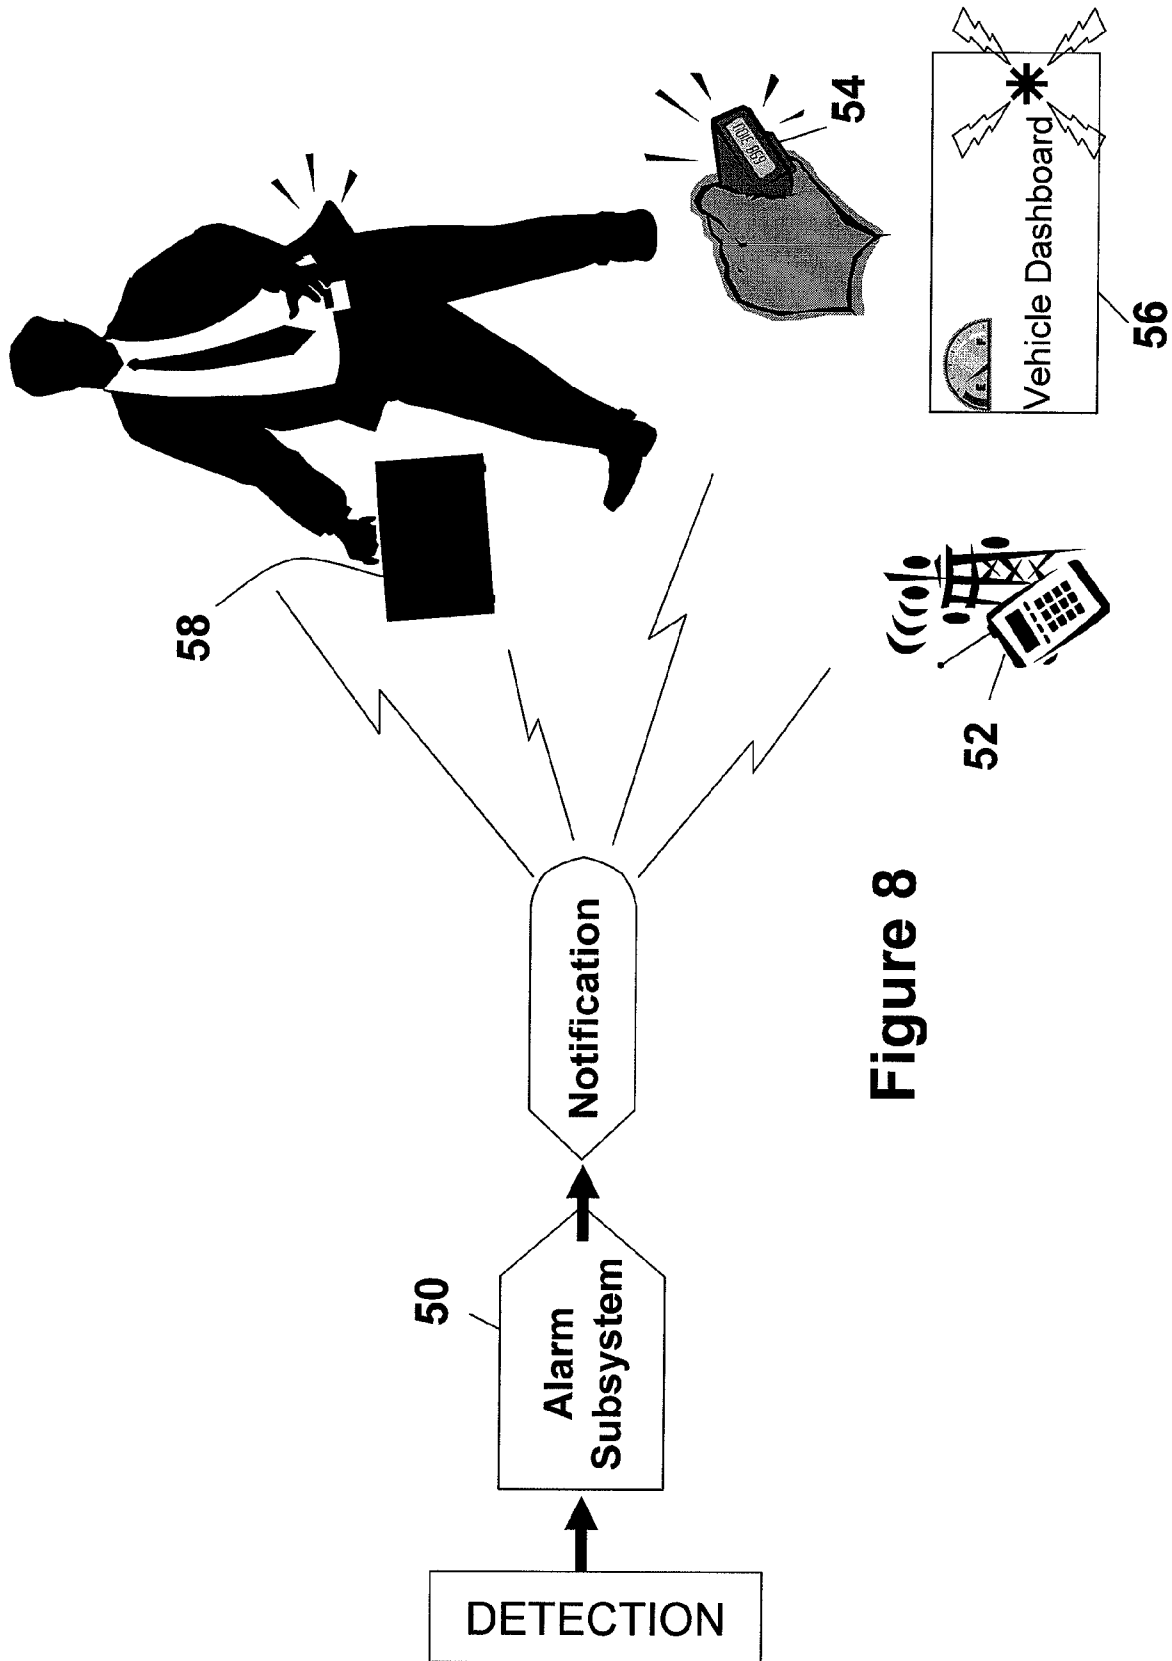 DETECTION
Alarm
Subsystem
50
Notification
58
52
54
Vehicle Dashboard
E F
56
Figure 8